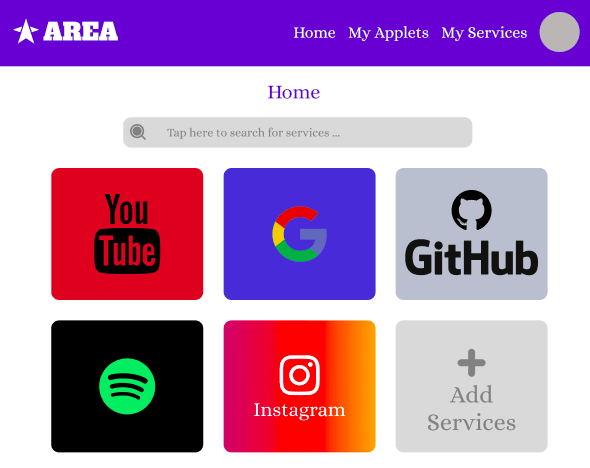 AREA
Home
My Applets
My Services
Home
Tap here to search for services ...
You
Tube
G
GitHub
Instagram
Add
Services